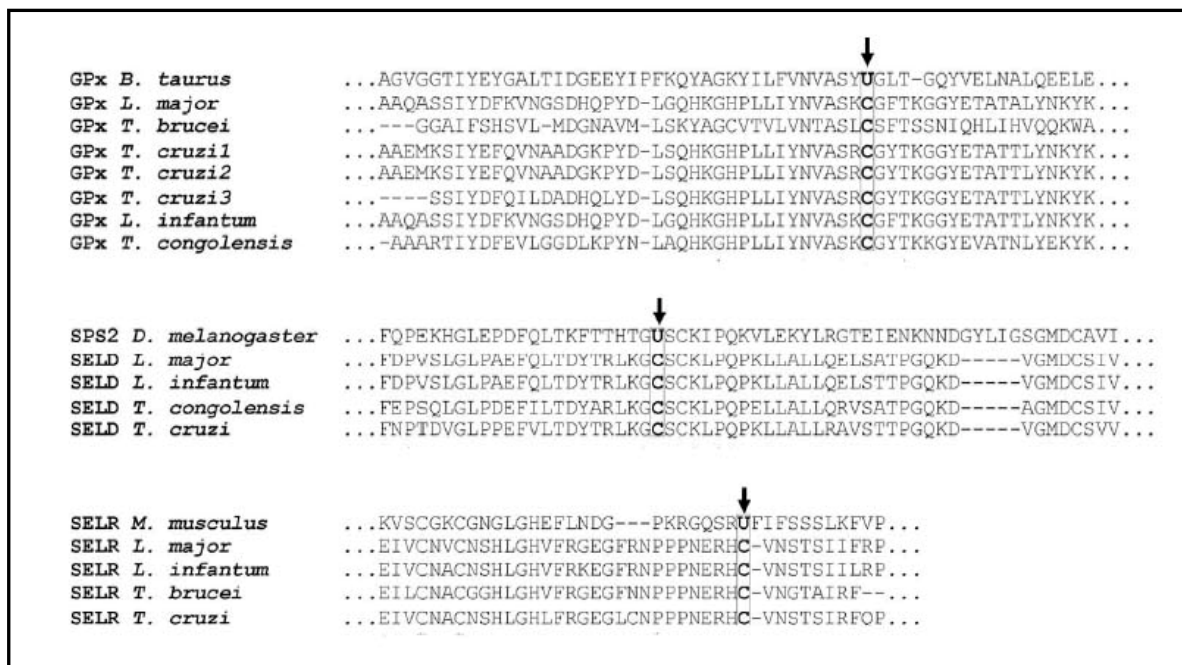 GPx B. taurus ...AGVGGTIYEYGALTIDGEEYIPFKQYAGKYILFVNVASYUGLT-GQYVELNALQEELE...
GPx L. major ...AAQASSIYDFKVNGSDHQPYD-LGQHKGHPLLIYNVASKCGFTKGGYETATALYNKYK...
GPx T. brucei ...---GGAIFSHSVL-MDGNAVM-LSKYAGCVTVLVNTASLCSFTSSNIQHLIHVQQKWA...
GPx T. cruzi1 ...AAEMKSIYEFQVNAADGKPYD-LSQHKGHPLLIYNVASRCGYTKGGYETATTLYNKYK...
GPx T. cruzi2 ...AAEMKSIYEFQVNAADGKPYD-LSQHKGHPLLIYNVASRCGYTKGGYETATTLYNKYK...
GPx T. cruzi3 ...----SSIYDFQILDADHQLYD-LSQHKGHPLLIYNVASRCGYTKGGYETATTLYNKYK...
GPx L. infantum ...AAQASSIYDFKVNGSDHQPYD-LGQHKGHPLLIYNVASKCGFTKGGYETATTLYNKYK...
GPx T. congolensis ...-AAARTIYDFEVLGGDLKPYN-LAQHKGHPLLIYNVASKCGYTKKGYEVATNLYEKYK...
SPS2 D. melanogaster ...FQPEKHGLEPDFQLTKFTTHTGUSCKIPQKVLEKYLRGTEIENKNNDGYLIGSGMDCAVI...
SELD L. major ...FDPVSLGLPAEFQLTDYTRLKGCSCKLPQPKLLALLQELSATPGQKD-----VGMDCSIV...
SELD L. infantum ...FDPVSLGLPAEFQLTDYTRLKGCSCKLPQPKLLALLQELSTTPGQKD-----VGMDCSIV...
SELD T. congolensis ...FEPSQLGLPDEFILTDYARLKGCSCKLPQPELLALLQRVSATPGQKD-----AGMDCSIV...
SELD T. cruzi ...FNPTDVGLPPEFVLTDYTRLKGCSCKLPQPKLLALLRAVSTTPGQKD-----VGMDCSVV...
SELR M. musculus ...KVSCGKCGNGLGHEFLNDG---PKRGQSRUFIFSSSLKFVP...
SELR L. major ...EIVCNVCNSHLGHVFRGEGFRNPPPNERHC-VNSTSIIFRP...
SELR L. infantum ...EIVCNACNSHLGHVFRKEGFRNPPPNERHC-VNSTSIILRP...
SELR T. brucei ...EILCNACGGHLGHVFRGEGFNNPPPNERHC-VNGTAIRF--...
SELR T. cruzi ...EIVCNACNSHLGHLFRGEGLCNPPPNERHC-VNSTSIRFQP...